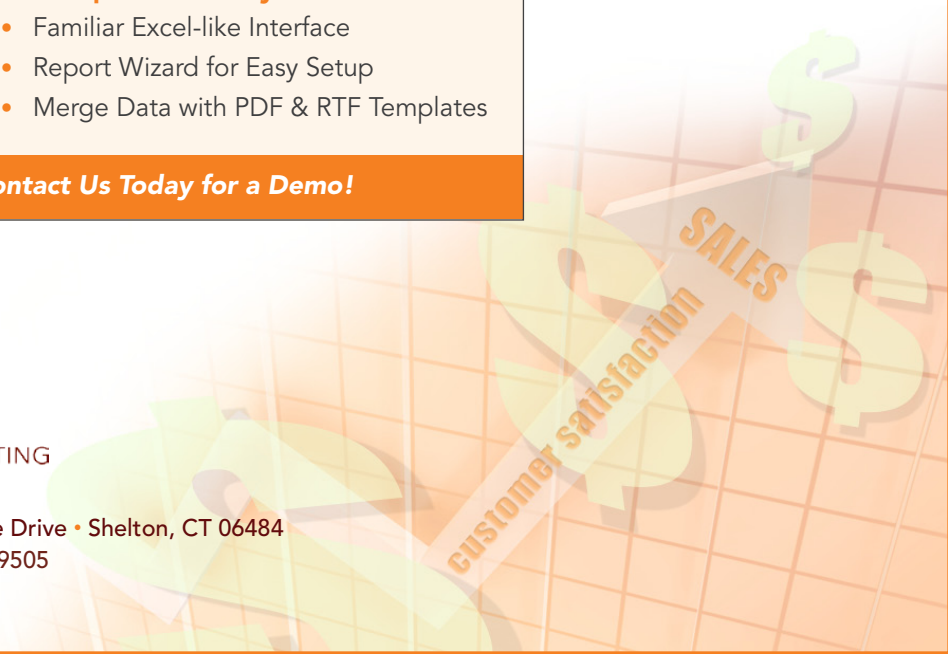 • Familiar Excel-like Interface
• Report Wizard for Easy Setup
• Merge Data with PDF & RTF Templates
Contact Us Today for a Demo!
SALES
customer satisfaction
TING
e Drive • Shelton, CT 06484
9505